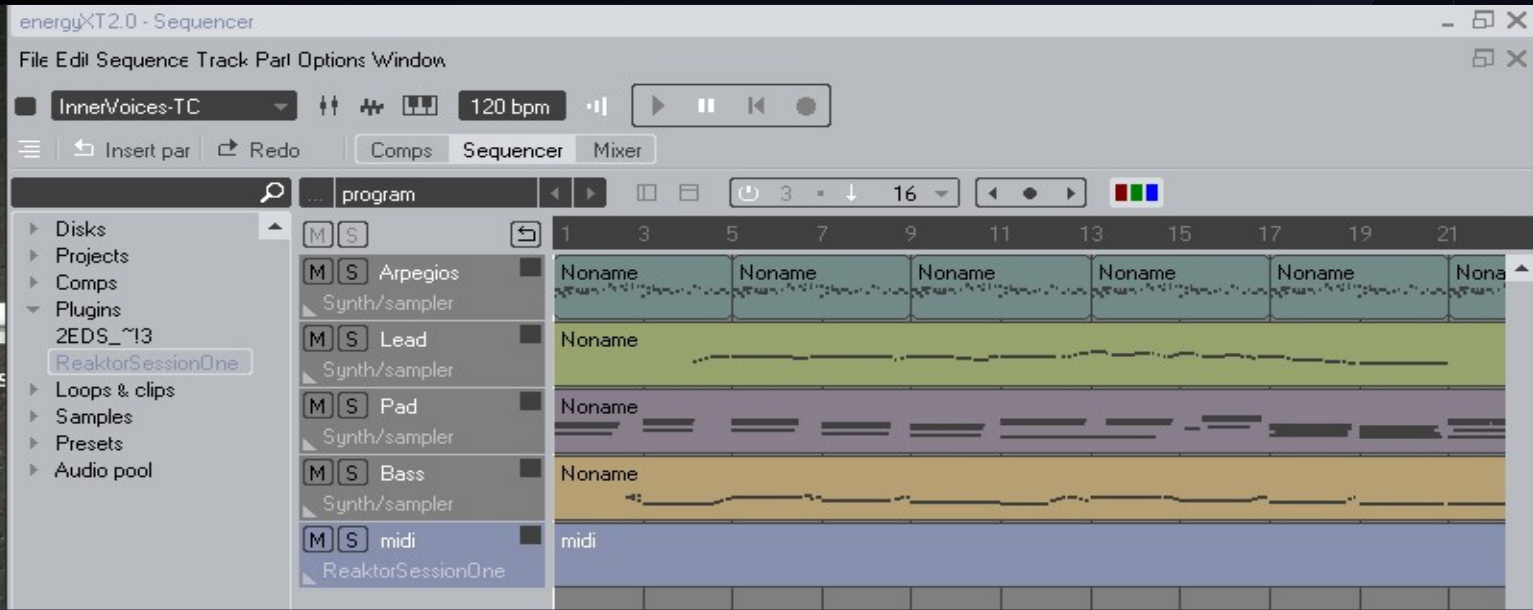 energyXT2.0 - Sequencer
File Edit Sequence Track Part Options Window
InnerVoices-TC 120 bpm
Insert par Redo Comps Sequencer Mixer
... program 3 16
Disks
Projects
Comps
Plugins
2EDS_~!3
ReaktorSessionOne
Loops & clips
Samples
Presets
Audio pool
M S 1 3 5 7 9 11 13 15 17 19 21
M S Arpegios Noname Noname Noname Noname Noname Nona
Synth/sampler
M S Lead Noname
Synth/sampler
M S Pad Noname
Synth/sampler
M S Bass Noname
Synth/sampler
M S midi midi
ReaktorSessionOne